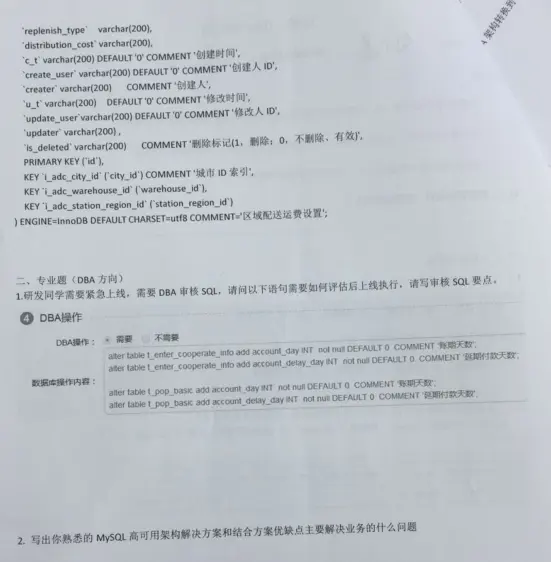 A 架构转换到
`replenish_type` varchar(200),
`distribution_cost` varchar(200),
`c_t` varchar(200) DEFAULT '0' COMMENT '创建时间',
`create_user` varchar(200) DEFAULT '0' COMMENT '创建人 ID',
`creater` varchar(200) COMMENT '创建人',
`u_t` varchar(200) DEFAULT '0' COMMENT '修改时间',
`update_user`varchar(200) DEFAULT '0' COMMENT '修改人 ID',
`updater` varchar(200) ,
`is_deleted` varchar(200) COMMENT '删除标记(1，删除；0，不删除、有效)',
PRIMARY KEY (`id`),
KEY `i_adc_city_id` (`city_id`) COMMENT '城市 ID 索引',
KEY `i_adc_warehouse_id` (`warehouse_id`),
KEY `i_adc_station_region_id` (`station_region_id`)
) ENGINE=InnoDB DEFAULT CHARSET=utf8 COMMENT='区域配送运费设置';
二、专业题（DBA 方向）
1.研发同学需要紧急上线，需要 DBA 审核 SQL，请问以下语句需要如何评估后上线执行，请写审核 SQL 要点。
4 DBA操作
DBA操作： 需要 不需要
alter table t_enter_cooperate_info add account_day INT not null DEFAULT 0 COMMENT '账期天数';
alter table t_enter_cooperate_info add account_delay_day INT not null DEFAULT 0 COMMENT '延期付款天数';
数据库操作内容：
alter table t_pop_basic add account_day INT not null DEFAULT 0 COMMENT '账期天数';
alter table t_pop_basic add account_delay_day INT not null DEFAULT 0 COMMENT '延期付款天数';
2. 写出你熟悉的 MySQL 高可用架构解决方案和结合方案优缺点主要解决业务的什么问题